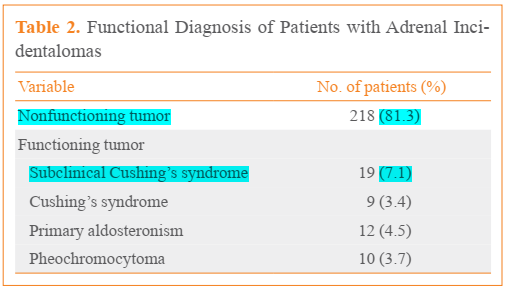 Table 2. Functional Diagnosis of Patients with Adrenal Inci-
dentalomas
Variable No. of patients (%)
Nonfunctioning tumor 218 (81.3)
Functioning tumor
Subclinical Cushing’s syndrome 19 (7.1)
Cushing’s syndrome 9 (3.4)
Primary aldosteronism 12 (4.5)
Pheochromocytoma 10 (3.7)